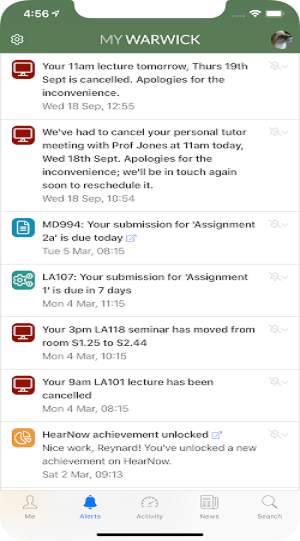 4:56
MY WARWICK
Your 11am lecture tomorrow, Thurs 19th
Sept is cancelled. Apologies for the
inconvenience.
Wed 18 Sep, 12:55
We've had to cancel your personal tutor
meeting with Prof Jones at 11am today,
Wed 18th Sept. Apologies for the
inconvenience; we'll be in touch again
soon to reschedule it.
Wed 18 Sep, 10:54
MD994: Your submission for 'Assignment
2a' is due today
Tue 5 Mar, 08:15
LA107: Your submission for 'Assignment
1' is due in 7 days
Mon 4 Mar, 11:15
Your 3pm LA118 seminar has moved from
room S1.25 to S2.44
Mon 4 Mar, 10:15
Your 9am LA101 lecture has been
cancelled
Mon 4 Mar, 08:15
HearNow achievement unlocked
Nice work, Reynard! You've unlocked a new
achievement on HearNow.
Sat 2 Mar, 09:13
Me
Alerts
Activity
News
Search